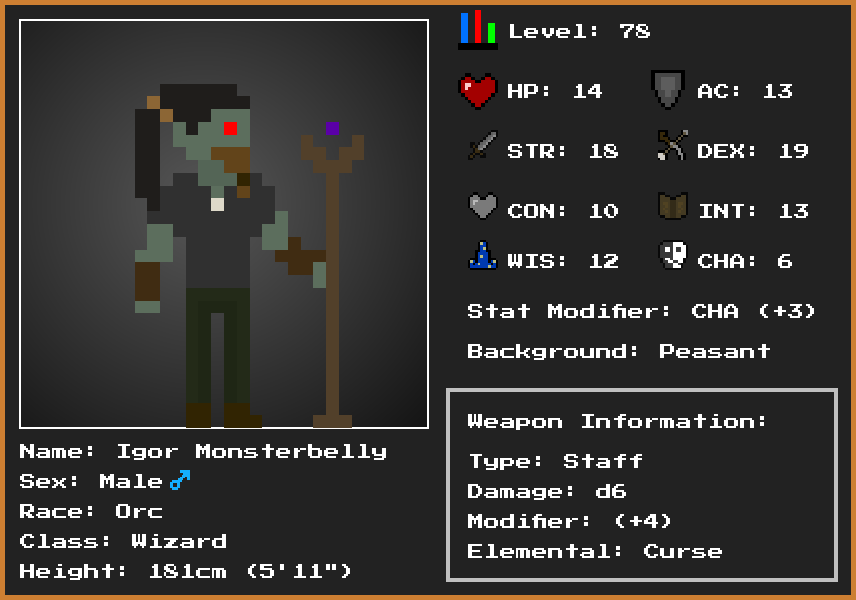 Level: 78
HP: 14 AC: 13
STR: 18 DEX: 19
CON: 10 INT: 13
WIS: 12 CHA: 6
Stat Modifier: CHA (+3)
Background: Peasant
Weapon Information:
Type: Staff
Damage: d6
Modifier: (+4)
Elemental: Curse
Name: Igor Monsterbelly
Sex: Male ♂
Race: Orc
Class: Wizard
Height: 181cm (5'11")